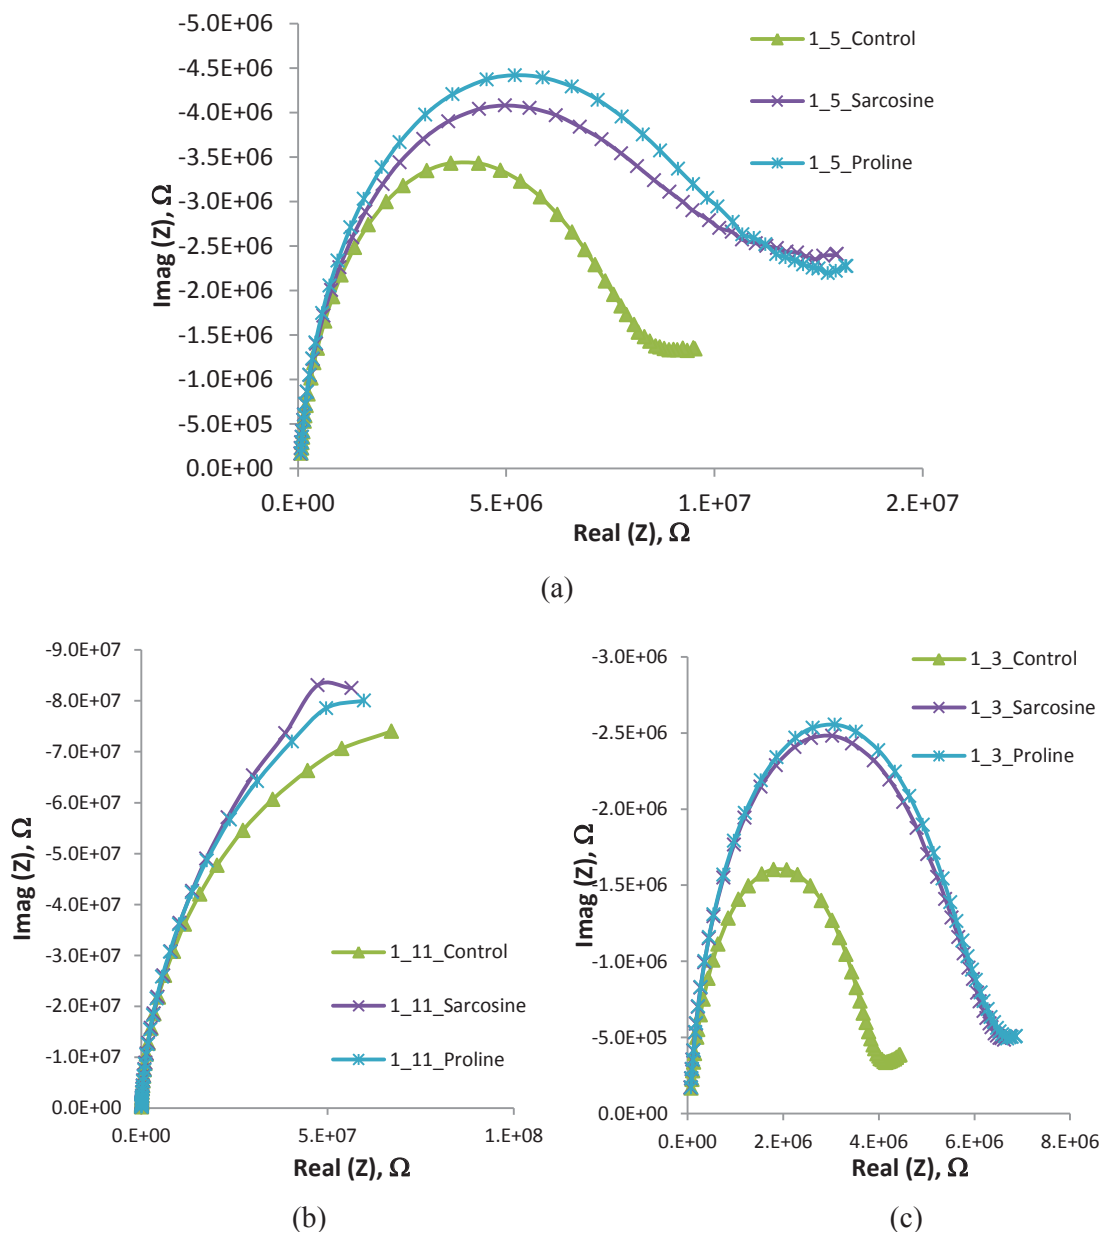 -5.0E+06
-4.5E+06
-4.0E+06
-3.5E+06
-3.0E+06
-2.5E+06
-2.0E+06
-1.5E+06
-1.0E+06
-5.0E+05
0.0E+00
Imag (Z), Ω
0.E+00
5.E+06
1.E+07
2.E+07
Real (Z), Ω
1_5_Control
1_5_Sarcosine
1_5_Proline
(a)
-9.0E+07
-8.0E+07
-7.0E+07
-6.0E+07
-5.0E+07
-4.0E+07
-3.0E+07
-2.0E+07
-1.0E+07
0.0E+00
Imag (Z), Ω
0.E+00
5.E+07
1.E+08
Real (Z), Ω
1_11_Control
1_11_Sarcosine
1_11_Proline
(b)
-3.0E+06
-2.5E+06
-2.0E+06
-1.5E+06
-1.0E+06
-5.0E+05
0.0E+00
Imag (Z), Ω
0.E+00
2.E+06
4.E+06
6.E+06
8.E+06
Real (Z), Ω
1_3_Control
1_3_Sarcosine
1_3_Proline
(c)